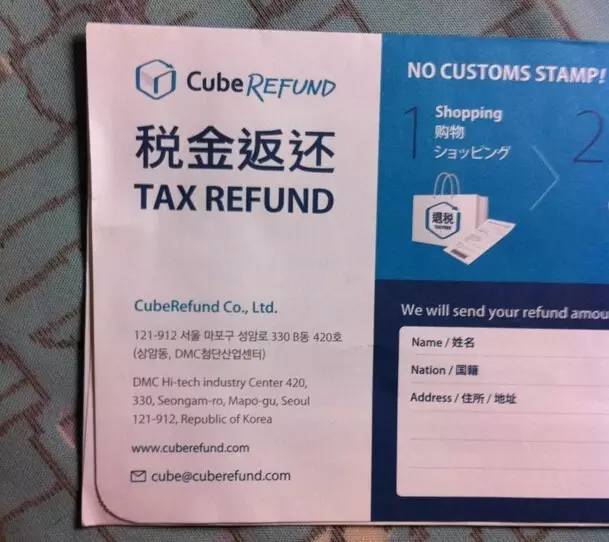 CubeREFUND
税金返还
TAX REFUND
CubeRefund Co., Ltd.
121-912 서울 마포구 성암로 330 B동 420호
(상암동, DMC첨단산업센터)
DMC Hi-tech industry Center 420,
330, Seongam-ro, Mapo-gu, Seoul
121-912, Republic of Korea
www.cuberefund.com
cube@cuberefund.com
NO CUSTOMS STAMP!
1
Shopping
购物
ショッピング
退税
2
We will send your refund amou
Name / 姓名
Nation / 国籍
Address / 住所 / 地址